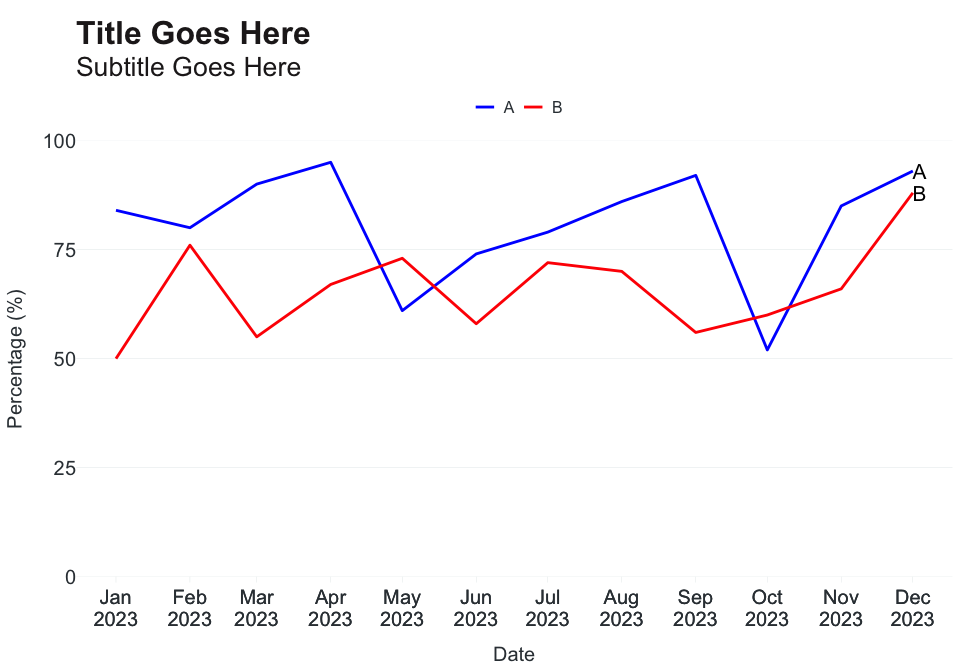 Title Goes Here
Subtitle Goes Here
A B
100
75
50
25
0
Percentage (%)
A
B
Jan Feb Mar Apr May Jun Jul Aug Sep Oct Nov Dec
2023 2023 2023 2023 2023 2023 2023 2023 2023 2023 2023 2023
Date